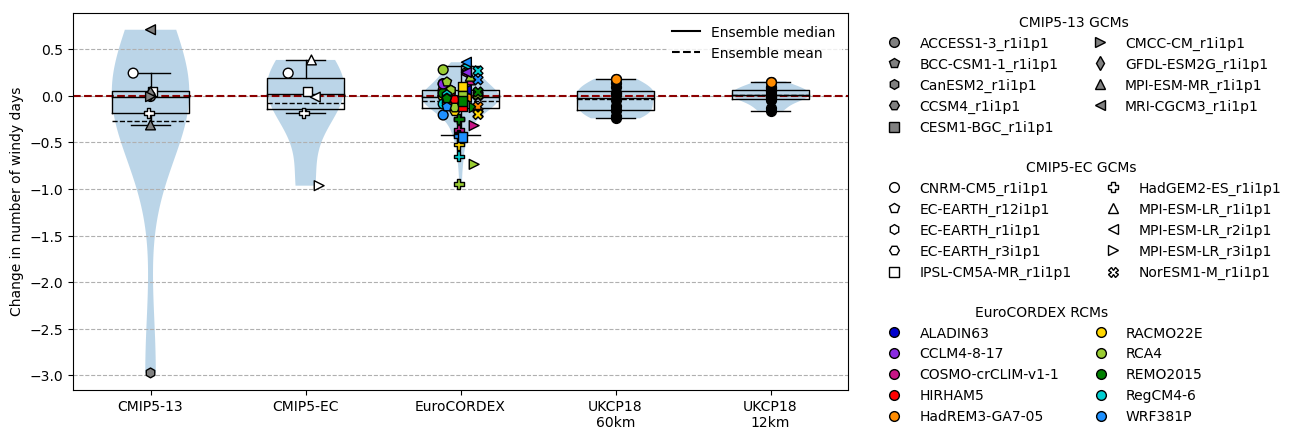 Change in number of windy days
0.5
0.0
−0.5
−1.0
−1.5
−2.0
−2.5
−3.0
CMIP5-13
CMIP5-EC
EuroCORDEX
UKCP18
60km
UKCP18
12km
Ensemble median
Ensemble mean
CMIP5-13 GCMs
ACCESS1-3_r1i1p1
BCC-CSM1-1_r1i1p1
CanESM2_r1i1p1
CCSM4_r1i1p1
CESM1-BGC_r1i1p1
CMCC-CM_r1i1p1
GFDL-ESM2G_r1i1p1
MPI-ESM-MR_r1i1p1
MRI-CGCM3_r1i1p1
CMIP5-EC GCMs
CNRM-CM5_r1i1p1
EC-EARTH_r12i1p1
EC-EARTH_r1i1p1
EC-EARTH_r3i1p1
IPSL-CM5A-MR_r1i1p1
HadGEM2-ES_r1i1p1
MPI-ESM-LR_r1i1p1
MPI-ESM-LR_r2i1p1
MPI-ESM-LR_r3i1p1
NorESM1-M_r1i1p1
EuroCORDEX RCMs
ALADIN63
CCLM4-8-17
COSMO-crCLIM-v1-1
HIRHAM5
HadREM3-GA7-05
RACMO22E
RCA4
REMO2015
RegCM4-6
WRF381P